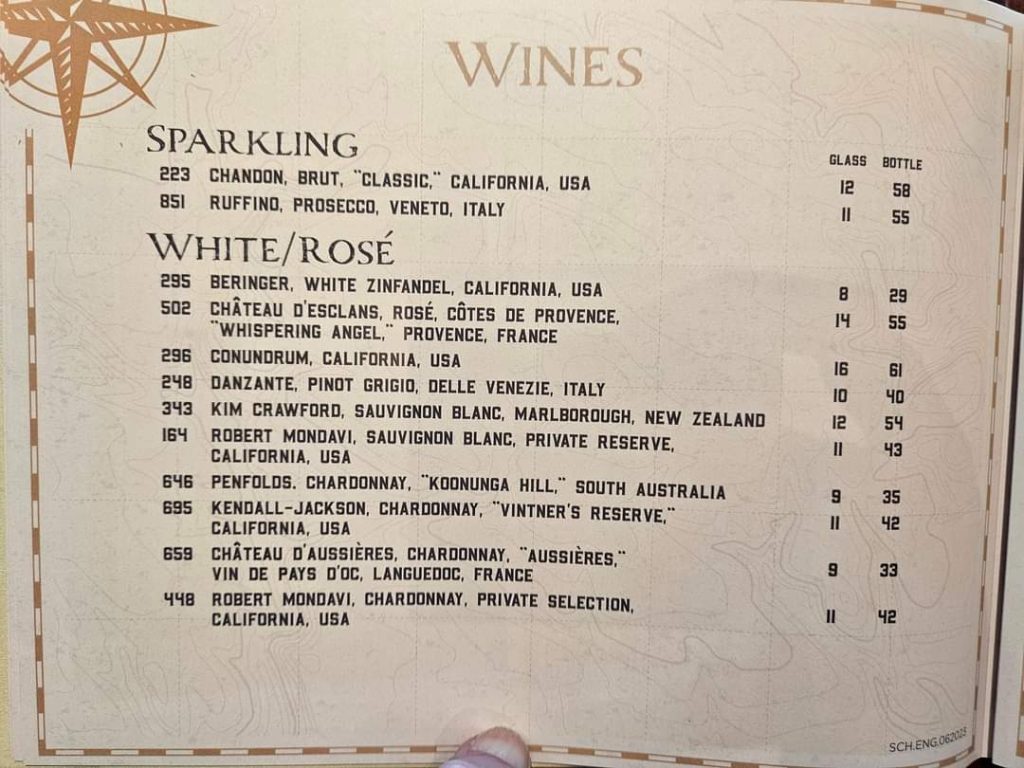 WINES
SPARKLING
GLASS BOTTLE
223 CHANDON, BRUT, "CLASSIC," CALIFORNIA, USA 12 58
851 RUFFINO, PROSECCO, VENETO, ITALY 11 55
WHITE/ROSÉ
295 BERINGER, WHITE ZINFANDEL, CALIFORNIA, USA 8 29
502 CHÂTEAU D'ESCLANS, ROSÉ, CÔTES DE PROVENCE,
"WHISPERING ANGEL," PROVENCE, FRANCE 14 55
296 CONUNDRUM, CALIFORNIA, USA 16 61
248 DANZANTE, PINOT GRIGIO, DELLE VENEZIE, ITALY 10 40
343 KIM CRAWFORD, SAUVIGNON BLANC, MARLBOROUGH, NEW ZEALAND 12 54
164 ROBERT MONDAVI, SAUVIGNON BLANC, PRIVATE RESERVE,
CALIFORNIA, USA 11 43
646 PENFOLDS. CHARDONNAY, "KOONUNGA HILL," SOUTH AUSTRALIA 9 35
695 KENDALL-JACKSON, CHARDONNAY, "VINTNER'S RESERVE,"
CALIFORNIA, USA 11 42
659 CHÂTEAU D'AUSSIÈRES, CHARDONNAY, "AUSSIÈRES,"
VIN DE PAYS D'OC, LANGUEDOC, FRANCE 9 33
448 ROBERT MONDAVI, CHARDONNAY, PRIVATE SELECTION,
CALIFORNIA, USA 11 42
SCH.ENG.062023